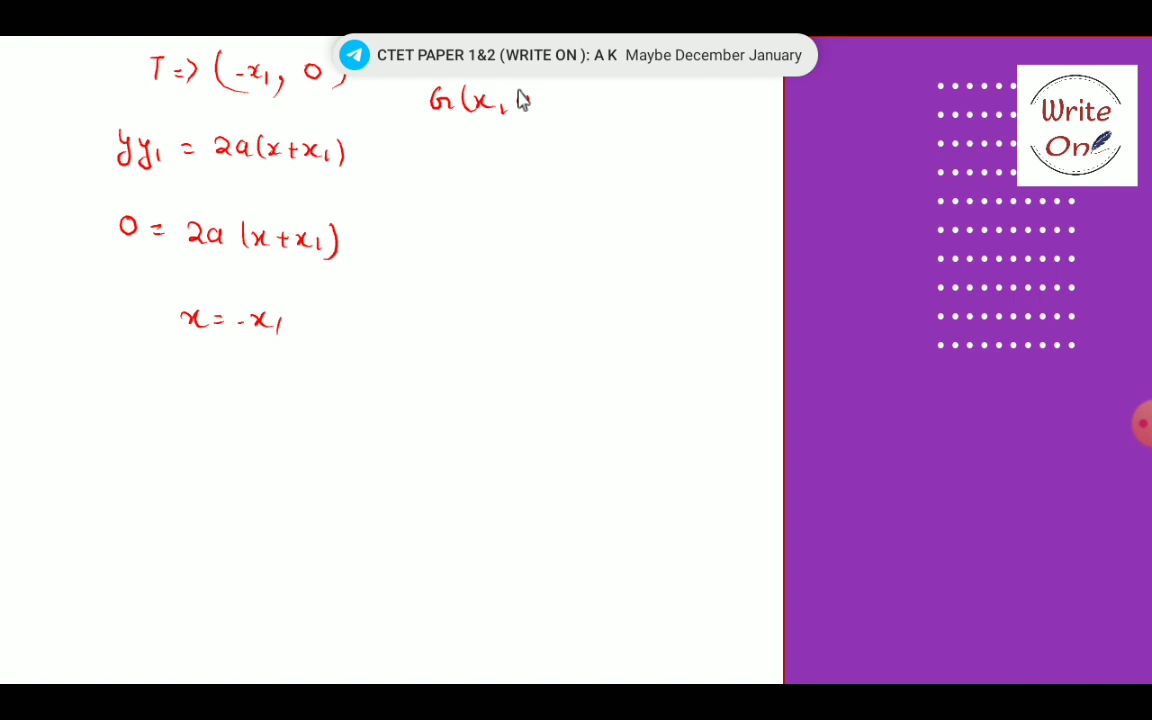 CTET PAPER 1&2 (WRITE ON ): A K Maybe December January
T => (-x₁, 0)
G(x,
yy₁ = 2a(x+x₁)
0 = 2a (x+x₁)
x = -x₁
Write
On